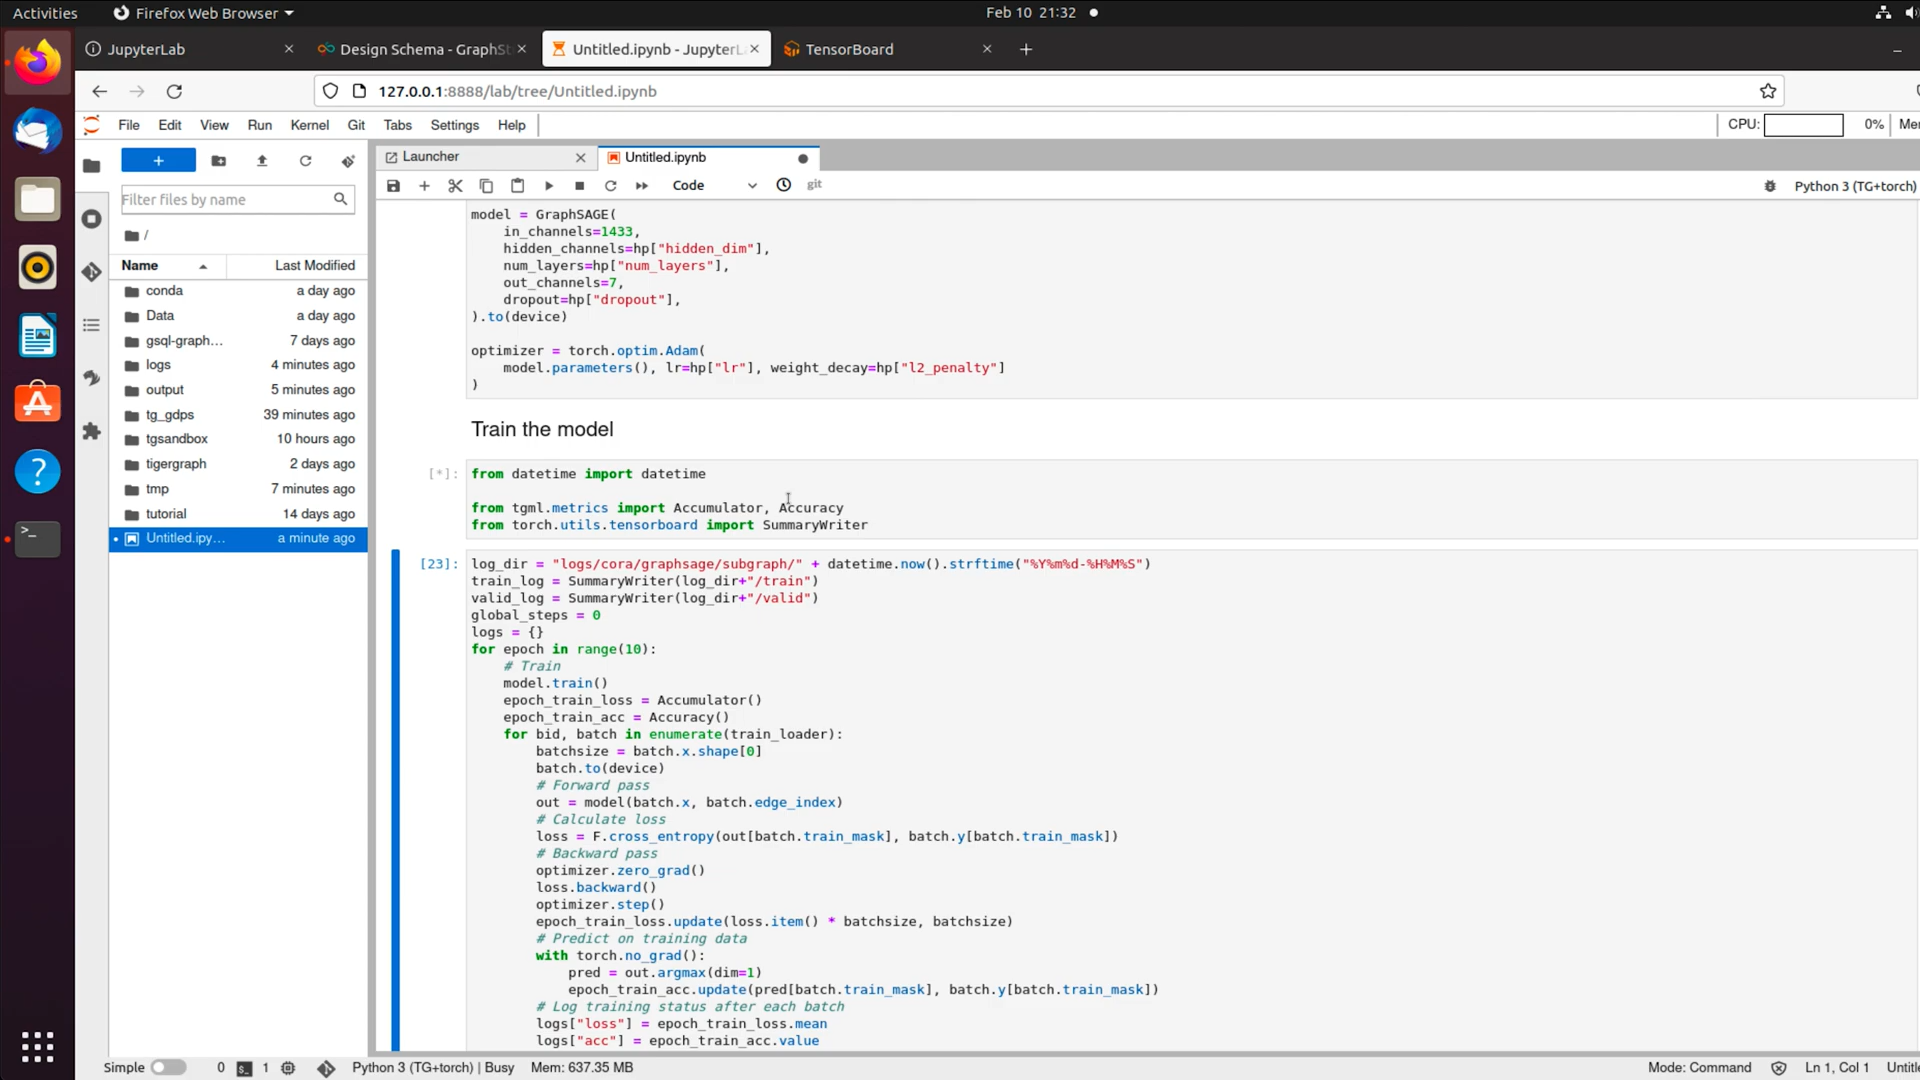 Activities
Firefox Web Browser
Feb 10 21:32
JupyterLab
Design Schema - GraphSt
Untitled.ipynb - JupyterL
TensorBoard
127.0.0.1:8888/lab/tree/Untitled.ipynb
File Edit View Run Kernel Git Tabs Settings Help
CPU: 0% Mem
Launcher
Untitled.ipynb
Code
git
Python 3 (TG+torch)
Filter files by name
/
Name Last Modified
conda a day ago
Data a day ago
gsql-graph... 7 days ago
logs 4 minutes ago
output 5 minutes ago
tg_gdps 39 minutes ago
tgsandbox 10 hours ago
tigergraph 2 days ago
tmp 7 minutes ago
tutorial 14 days ago
Untitled.ipy... a minute ago
model = GraphSAGE(
in_channels=1433,
hidden_channels=hp["hidden_dim"],
num_layers=hp["num_layers"],
out_channels=7,
dropout=hp["dropout"],
).to(device)
optimizer = torch.optim.Adam(
model.parameters(), lr=hp["lr"], weight_decay=hp["l2_penalty"]
)
Train the model
[*]:
from datetime import datetime
from tgml.metrics import Accumulator, Accuracy
from torch.utils.tensorboard import SummaryWriter
[23]:
log_dir = "logs/cora/graphsage/subgraph/" + datetime.now().strftime("%Y%m%d-%H%M%S")
train_log = SummaryWriter(log_dir+"/train")
valid_log = SummaryWriter(log_dir+"/valid")
global_steps = 0
logs = {}
for epoch in range(10):
# Train
model.train()
epoch_train_loss = Accumulator()
epoch_train_acc = Accuracy()
for bid, batch in enumerate(train_loader):
batchsize = batch.x.shape[0]
batch.to(device)
# Forward pass
out = model(batch.x, batch.edge_index)
# Calculate loss
loss = F.cross_entropy(out[batch.train_mask], batch.y[batch.train_mask])
# Backward pass
optimizer.zero_grad()
loss.backward()
optimizer.step()
epoch_train_loss.update(loss.item() * batchsize, batchsize)
# Predict on training data
with torch.no_grad():
pred = out.argmax(dim=1)
epoch_train_acc.update(pred[batch.train_mask], batch.y[batch.train_mask])
# Log training status after each batch
logs["loss"] = epoch_train_loss.mean
logs["acc"] = epoch_train_acc.value
Simple 0 1 Python 3 (TG+torch) | Busy Mem: 637.35 MB
Mode: Command Ln 1, Col 1 Untitle